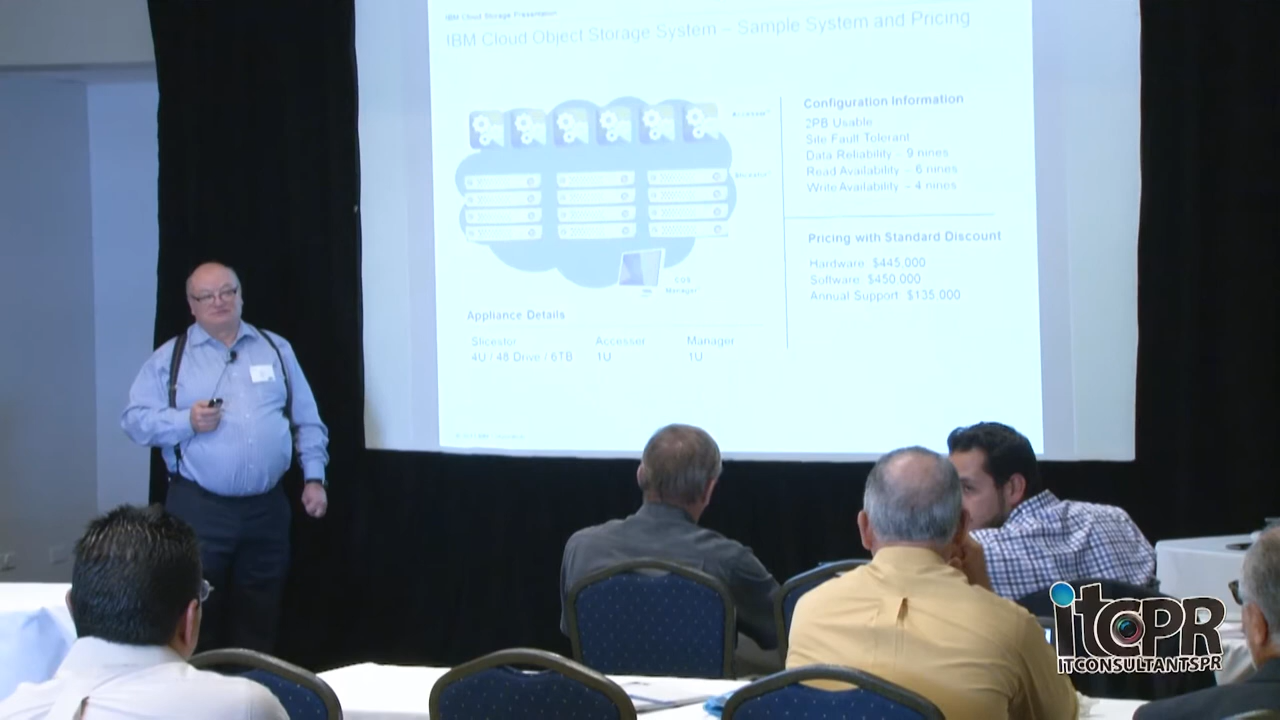 IBM Cloud Storage Presentation
IBM Cloud Object Storage System – Sample System and Pricing
Accesser™
Slicestor™
Manager™
Configuration Information
2PB Usable
Site Fault Tolerant
Data Reliability – 9 nines
Read Availability – 6 nines
Write Availability – 4 nines
Pricing with Standard Discount
Hardware: $445,000
Software: $450,000
Annual Support: $135,000
Appliance Details
Slicestor Accesser Manager
4U / 48 Drive / 6TB 1U 1U
itCPR
ITCONSULTANTSPR